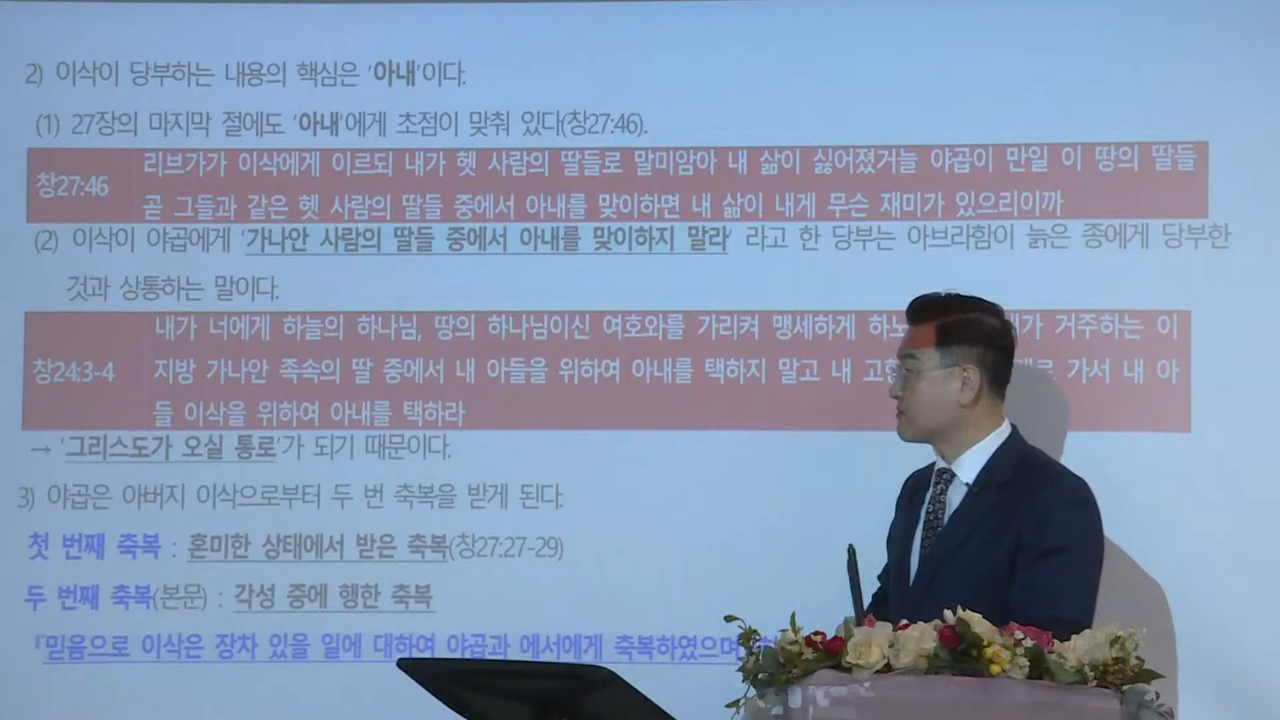 2) 이삭이 당부하는 내용의 핵심은 '아내'이다.
(1) 27장의 마지막 절에도 '아내'에게 초점이 맞춰 있다(창27:46).
창27:46
리브가가 이삭에게 이르되 내가 헷 사람의 딸들로 말미암아 내 삶이 싫어졌거늘 야곱이 만일 이 땅의 딸들
곧 그들과 같은 헷 사람의 딸들 중에서 아내를 맞이하면 내 삶이 내게 무슨 재미가 있으리이까
(2) 이삭이 야곱에게 '가나안 사람의 딸들 중에서 아내를 맞이하지 말라' 라고 한 당부는 아브라함이 늙은 종에게 당부한
것과 상통하는 말이다.
창24:3-4
내가 너에게 하늘의 하나님, 땅의 하나님이신 여호와를 가리켜 맹세하게 하노 가 거주하는 이
지방 가나안 족속의 딸 중에서 내 아들을 위하여 아내를 택하지 말고 내 고 로 가서 내 아
들 이삭을 위하여 아내를 택하라
→ '그리스도가 오실 통로'가 되기 때문이다.
3) 야곱은 아버지 이삭으로부터 두 번 축복을 받게 된다.
첫 번째 축복 : 혼미한 상태에서 받은 축복(창27:27-29)
두 번째 축복(본문) : 각성 중에 행한 축복
『믿음으로 이삭은 장차 있을 일에 대하여 야곱과 에서에게 축복하였으며